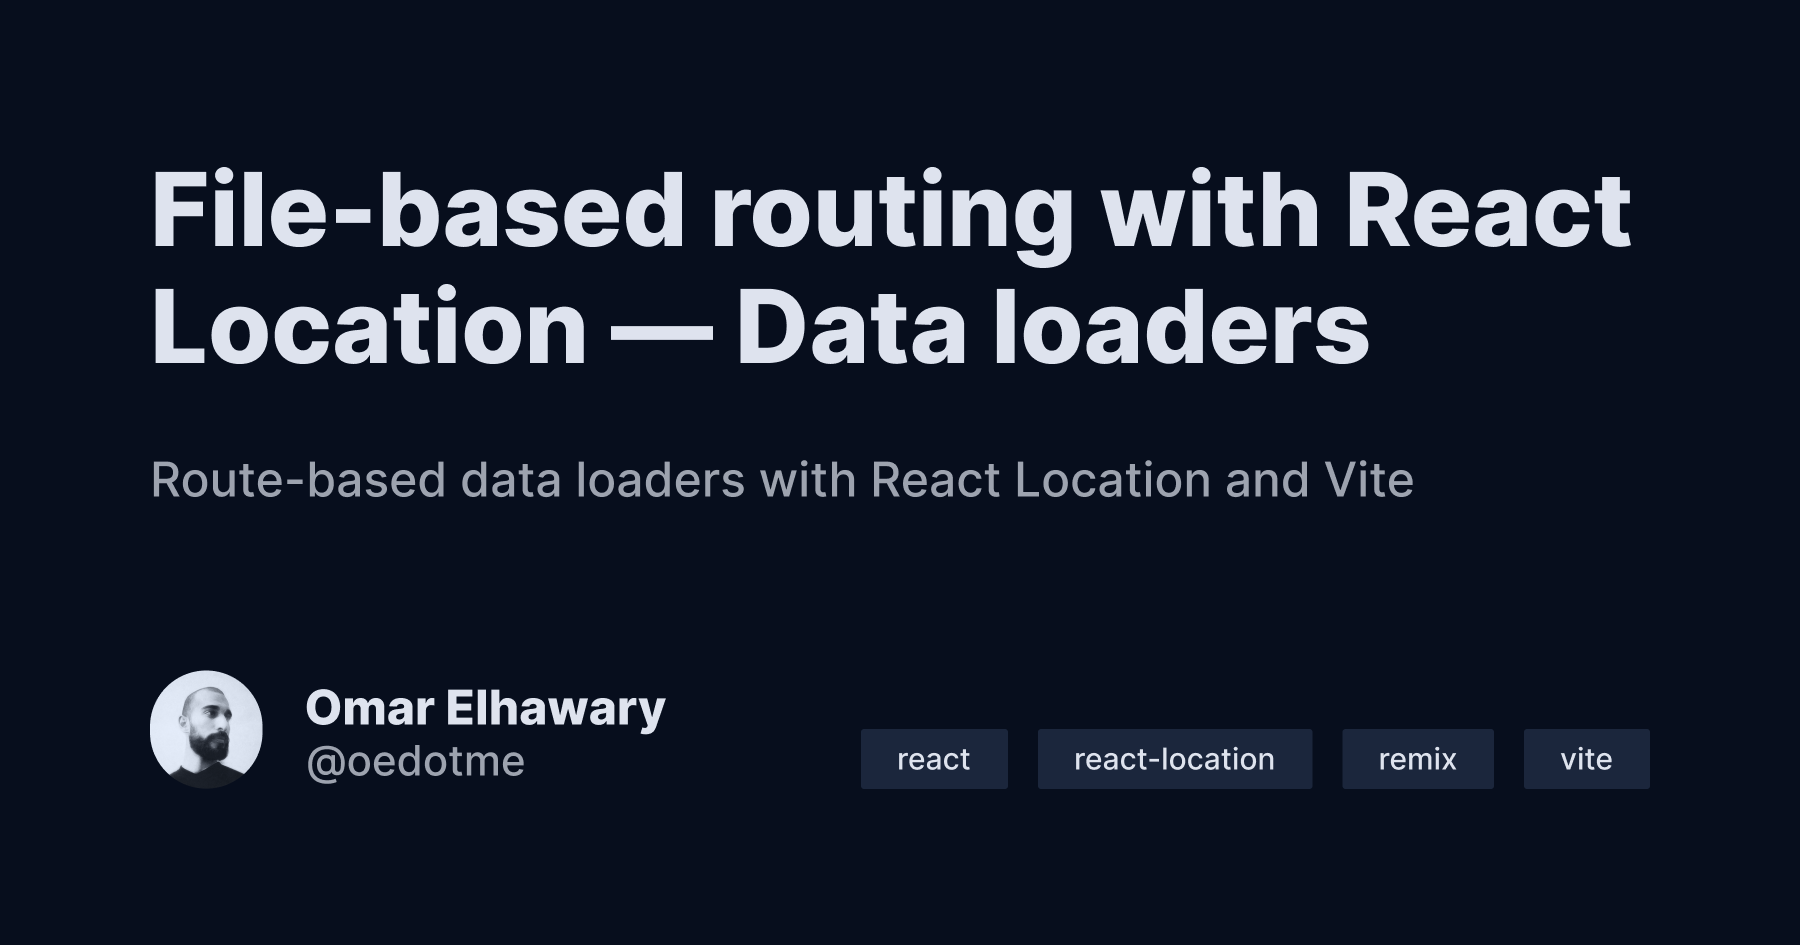 File-based routing with React
Location — Data loaders
Route-based data loaders with React Location and Vite
Omar Elhawary
@oedotme
react react-location remix vite